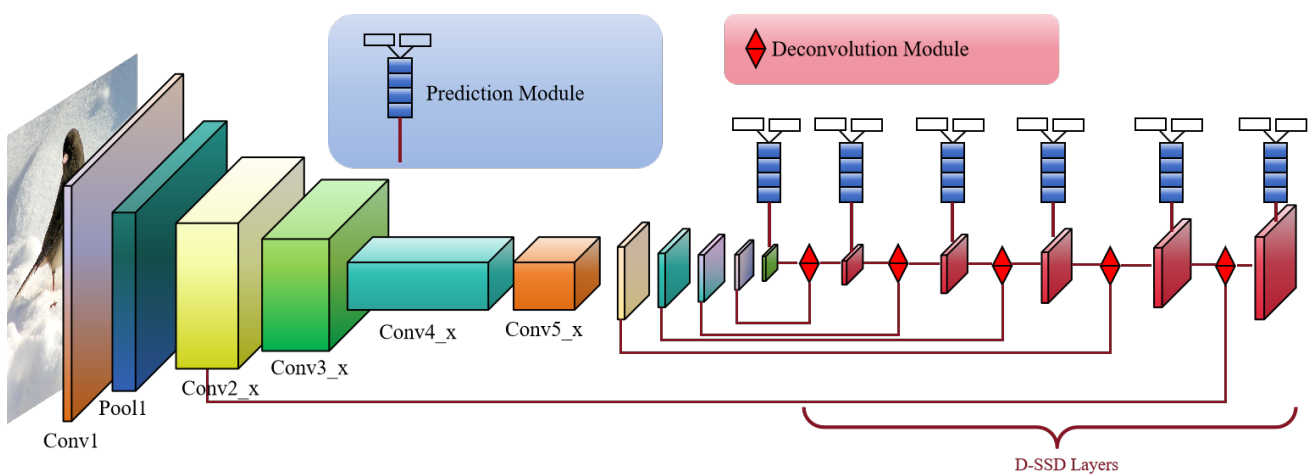 Prediction Module
Deconvolution Module
Conv1
Pool1
Conv2_x
Conv3_x
Conv4_x
Conv5_x
D-SSD Layers